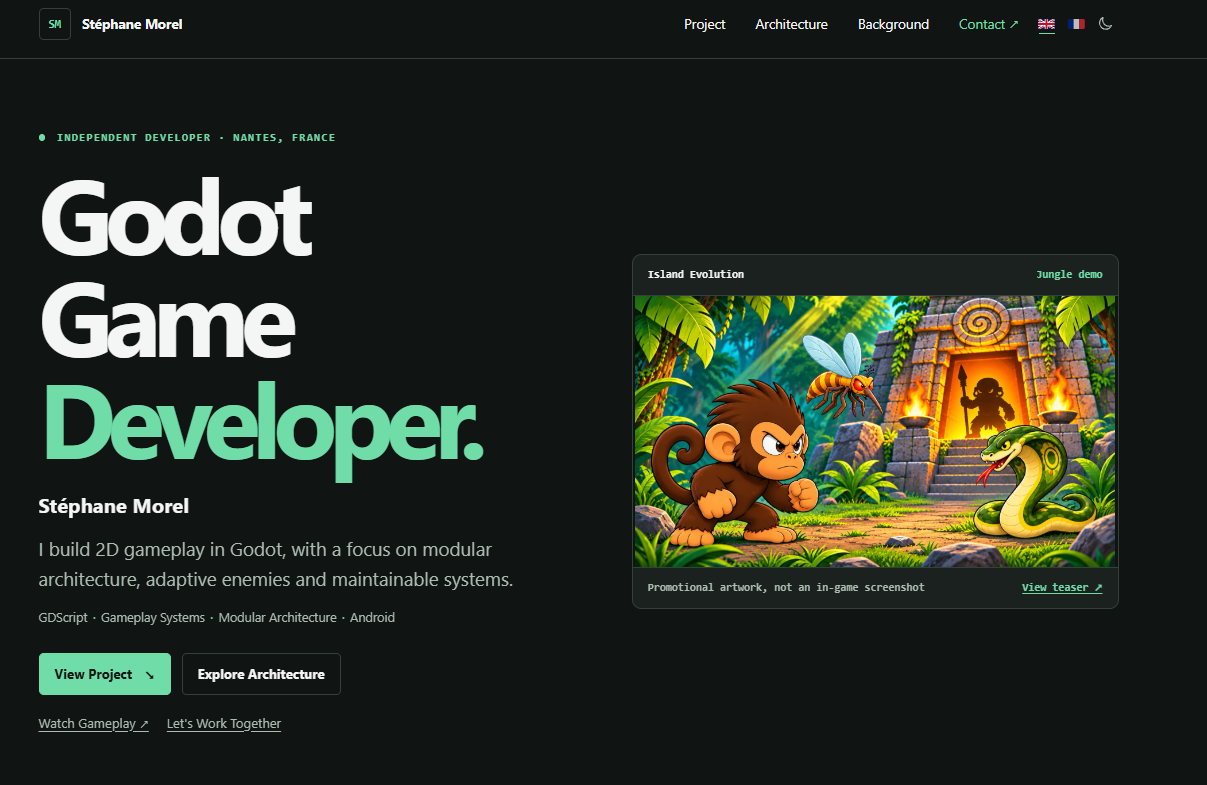 SM
Stéphane Morel
Project
Architecture
Background
Contact ↗
INDEPENDENT DEVELOPER · NANTES, FRANCE
Godot
Game
Developer.
Stéphane Morel
I build 2D gameplay in Godot, with a focus on modular
architecture, adaptive enemies and maintainable systems.
GDScript · Gameplay Systems · Modular Architecture · Android
View Project ↘
Explore Architecture
Watch Gameplay ↗
Let's Work Together
Island Evolution
Jungle demo
Promotional artwork, not an in-game screenshot
View teaser ↗